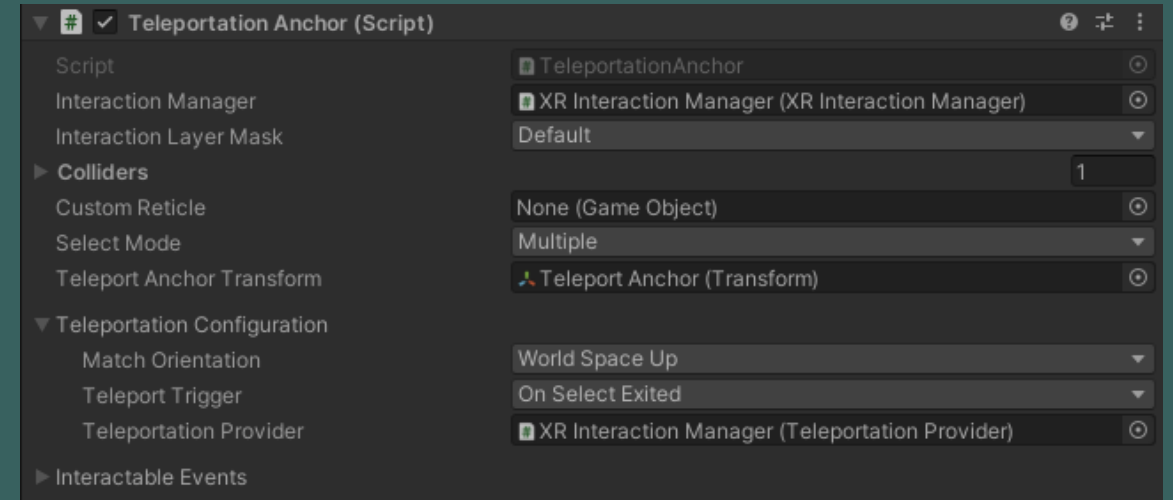 Teleportation Anchor (Script)
Script TeleportationAnchor
Interaction Manager XR Interaction Manager (XR Interaction Manager)
Interaction Layer Mask Default
Colliders 1
Custom Reticle None (Game Object)
Select Mode Multiple
Teleport Anchor Transform Teleport Anchor (Transform)
Teleportation Configuration
Match Orientation World Space Up
Teleport Trigger On Select Exited
Teleportation Provider XR Interaction Manager (Teleportation Provider)
Interactable Events